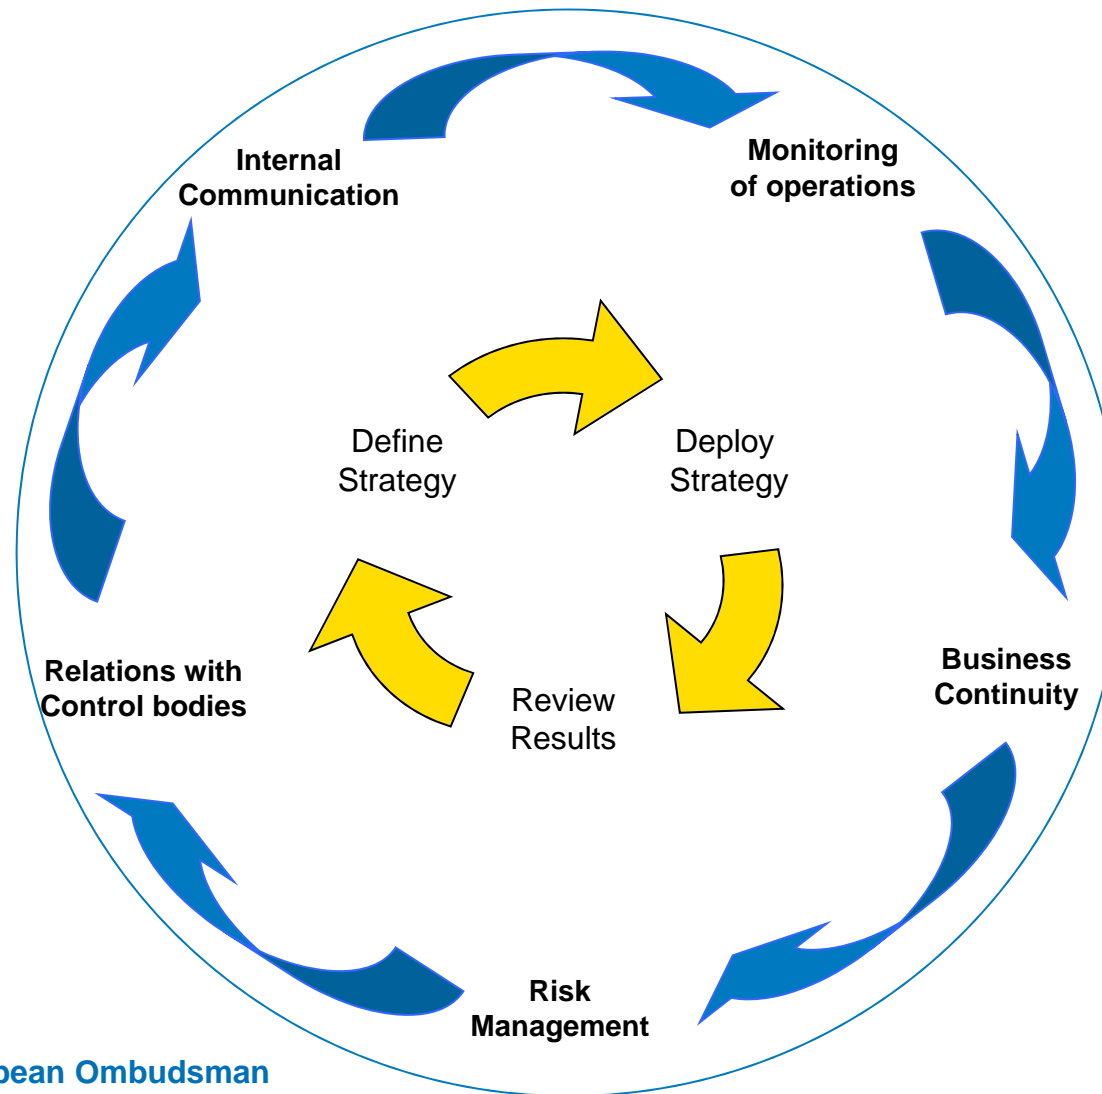 Internal
Communication
Monitoring
of operations
Define
Strategy
Deploy
Strategy
Relations with
Control bodies
Review
Results
Business
Continuity
Risk
Management
Ombudsman